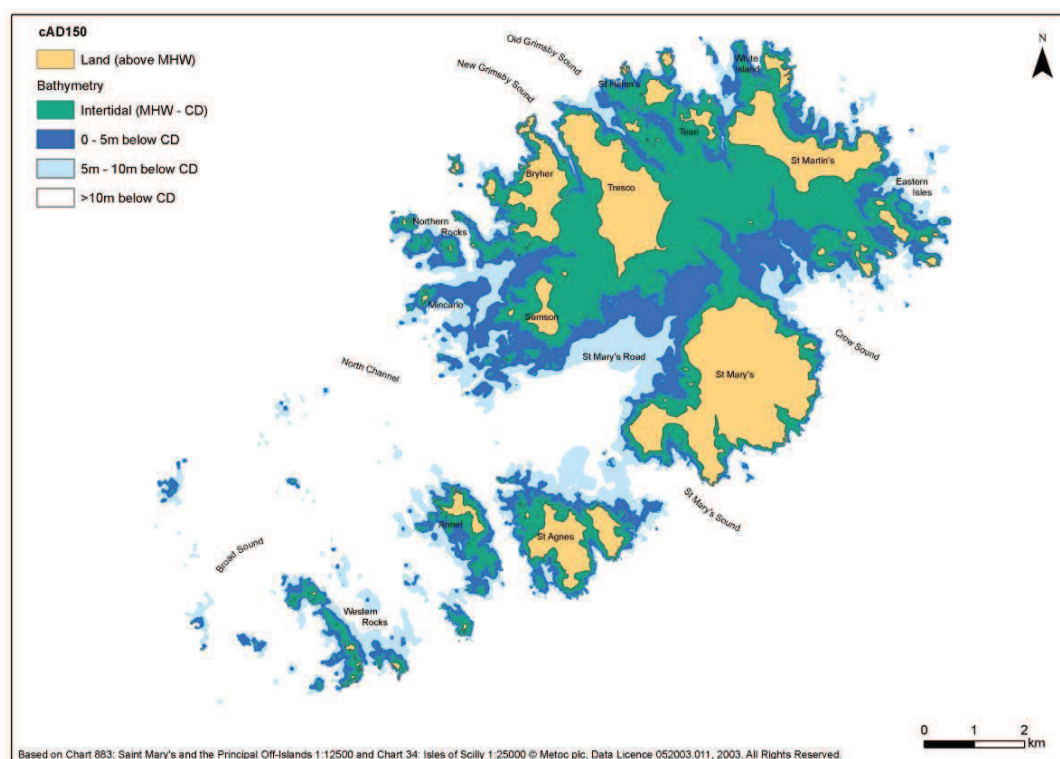 cAD150
Land (above MHW)
Bathymetry
Intertidal (MHW - CD)
0 - 5m below CD
5m - 10m below CD
>10m below CD
Old Grimsby Sound
New Grimsby Sound
N
White
Island
St Helen's
Tean
St Martin's
Bryher
Tresco
Eastern
Isles
Northern
Rocks
Mincarlo
Samson
St Mary's Road
Crow Sound
North Channel
St Mary's
St Mary's Sound
Annet
St Agnes
Broad Sound
Western
Rocks
0 1 2
km
Based on Chart 883: Saint Mary's and the Principal Off-Islands 1:12500 and Chart 34: Isles of Scilly 1:25000 © Metoc plc, Data Licence 052003.011, 2003. All Rights Reserved.